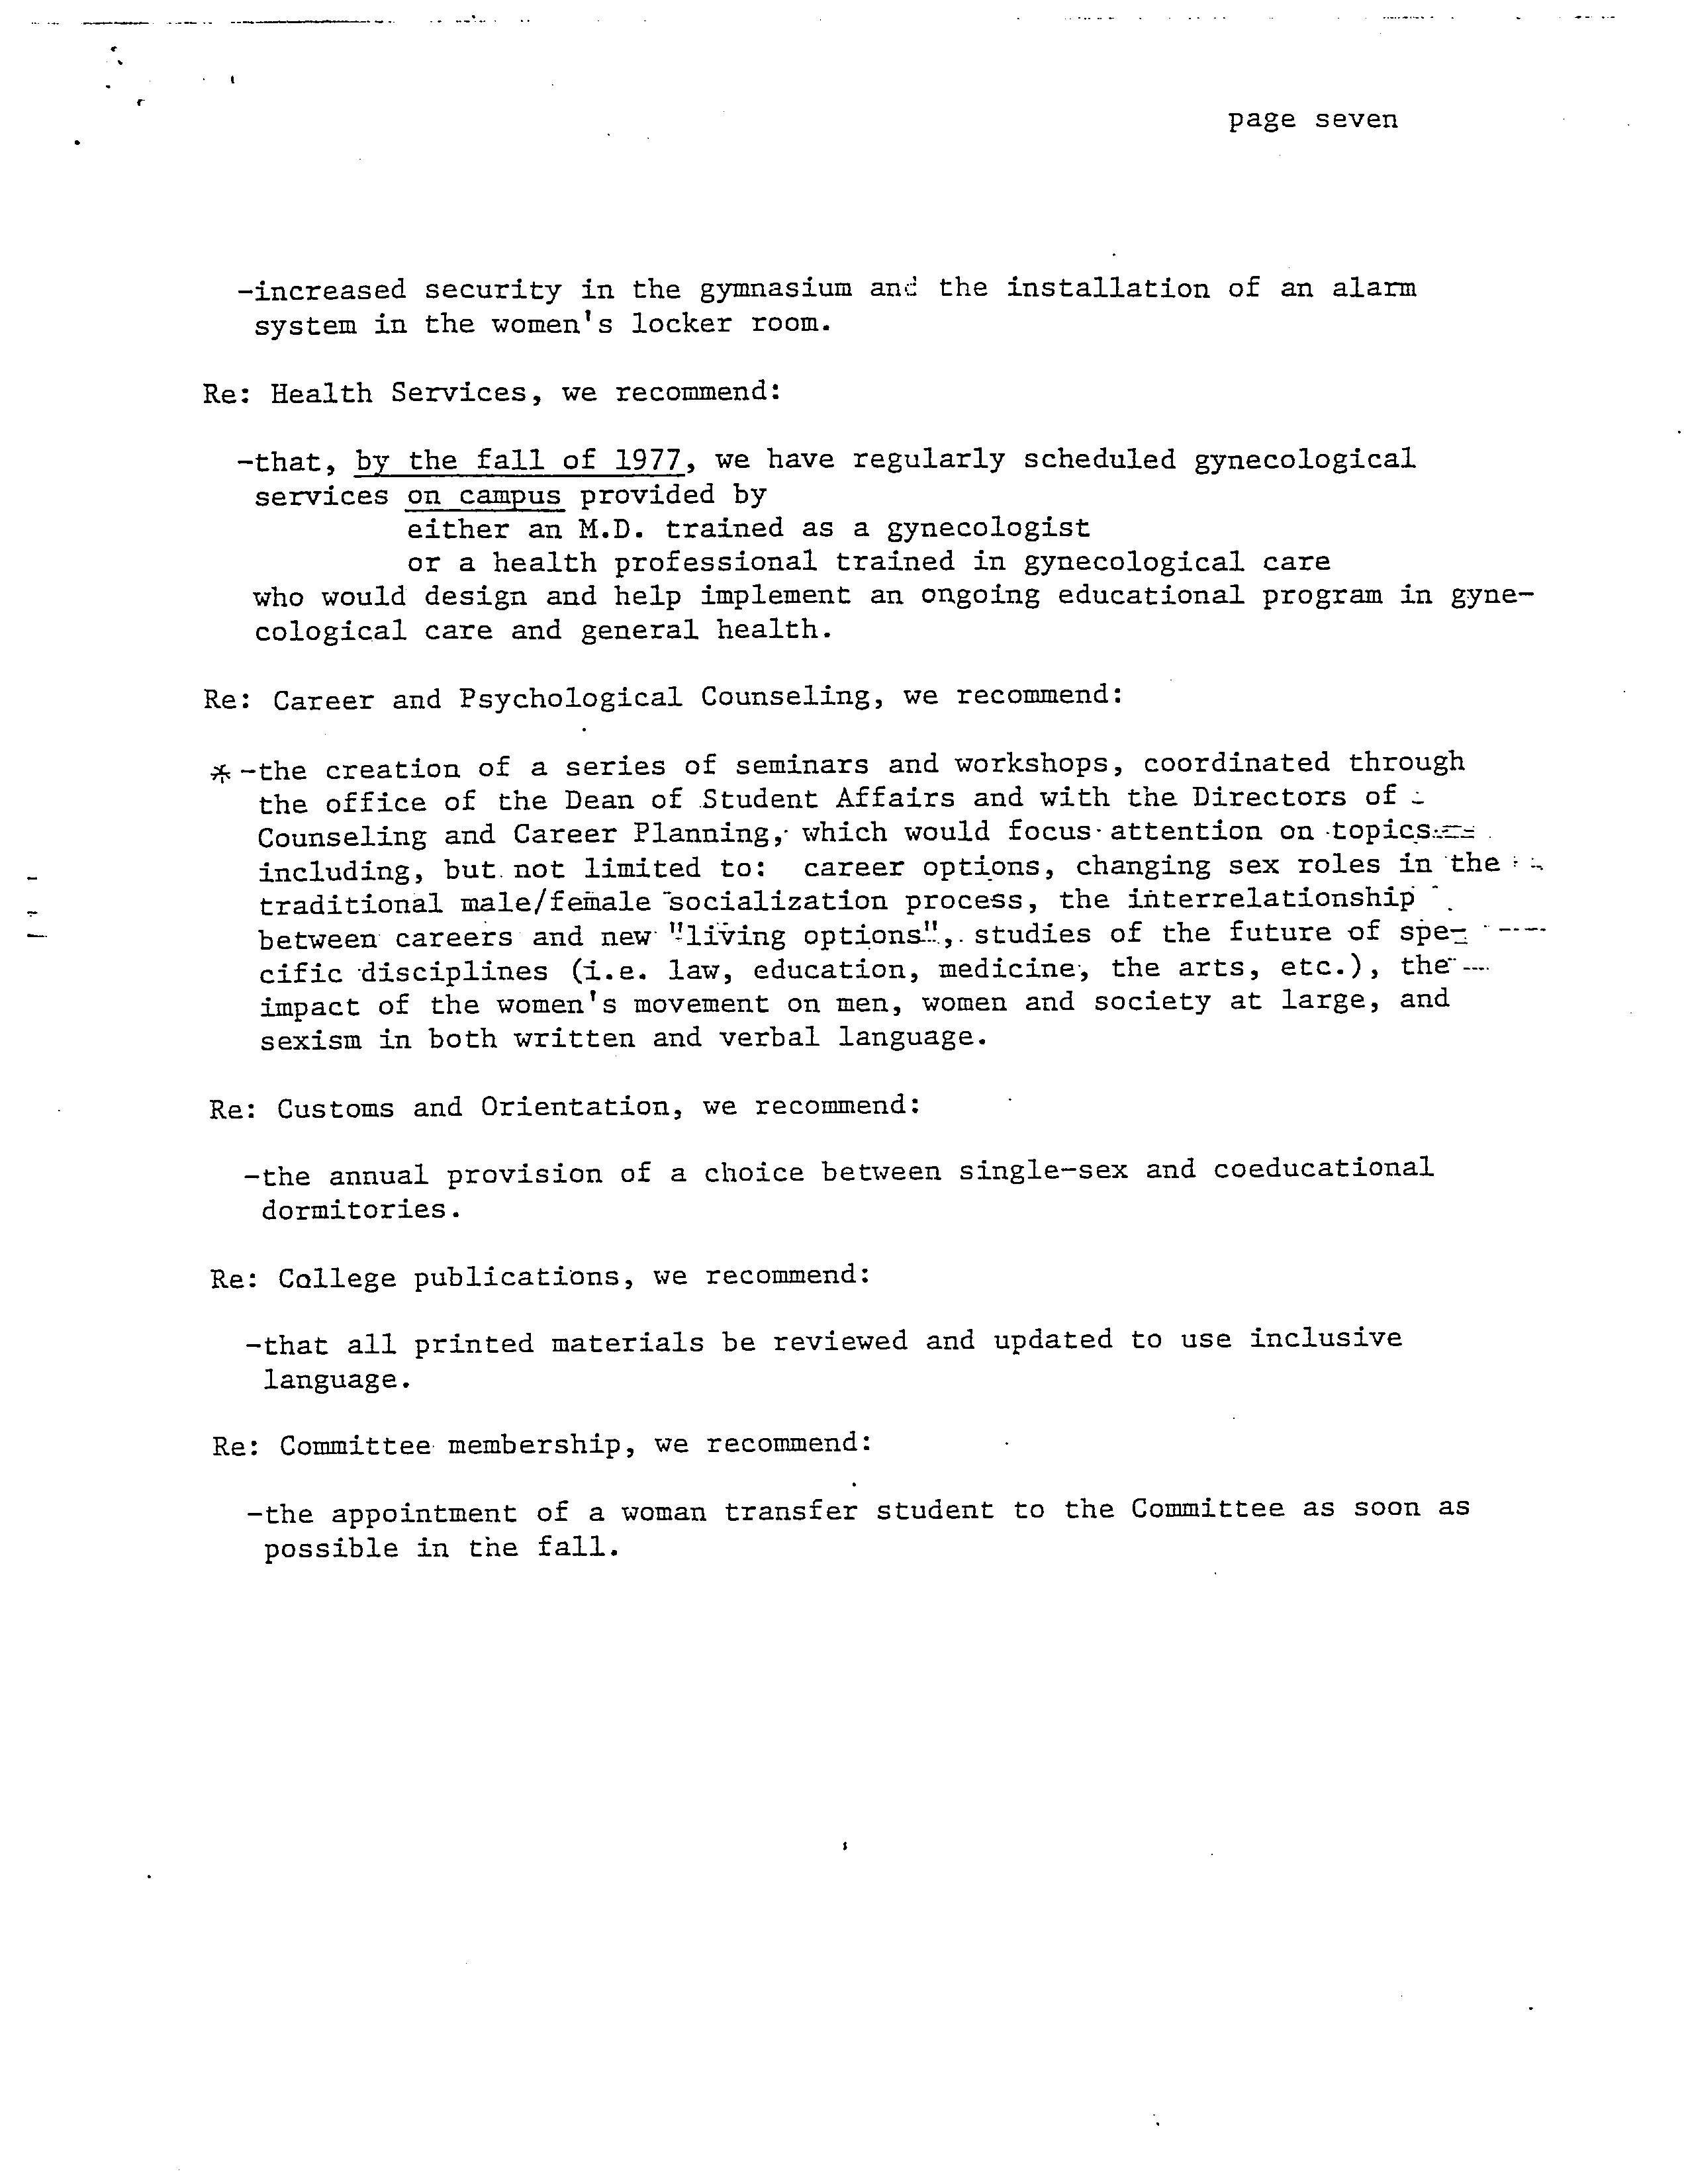 page seven
-increased security in the gymnasium and the installation of an alarm
system in the women's locker room.
Re: Health Services, we recommend:
-that, by the fall of 1977, we have regularly scheduled gynecological
services on campus provided by
either an M.D. trained as a gynecologist
or a health professional trained in gynecological care
who would design and help implement an ongoing educational program in gyne-
cological care and general health.
Re: Career and Psychological Counseling, we recommend:
* -the creation of a series of seminars and workshops, coordinated through
the office of the Dean of Student Affairs and with the Directors of
Counseling and Career Planning, which would focus attention on topics
including, but not limited to: career options, changing sex roles in the
traditional male/female socialization process, the interrelationship
between careers and new "living options", studies of the future of spe-
cific disciplines (i.e. law, education, medicine, the arts, etc.), the
impact of the women's movement on men, women and society at large, and
sexism in both written and verbal language.
Re: Customs and Orientation, we recommend:
-the annual provision of a choice between single-sex and coeducational
dormitories.
Re: College publications, we recommend:
-that all printed materials be reviewed and updated to use inclusive
language.
Re: Committee membership, we recommend:
-the appointment of a woman transfer student to the Committee as soon as
possible in the fall.